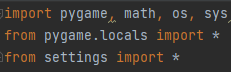 import pygame, math, os, sys
from pygame.locals import *
from settings import *